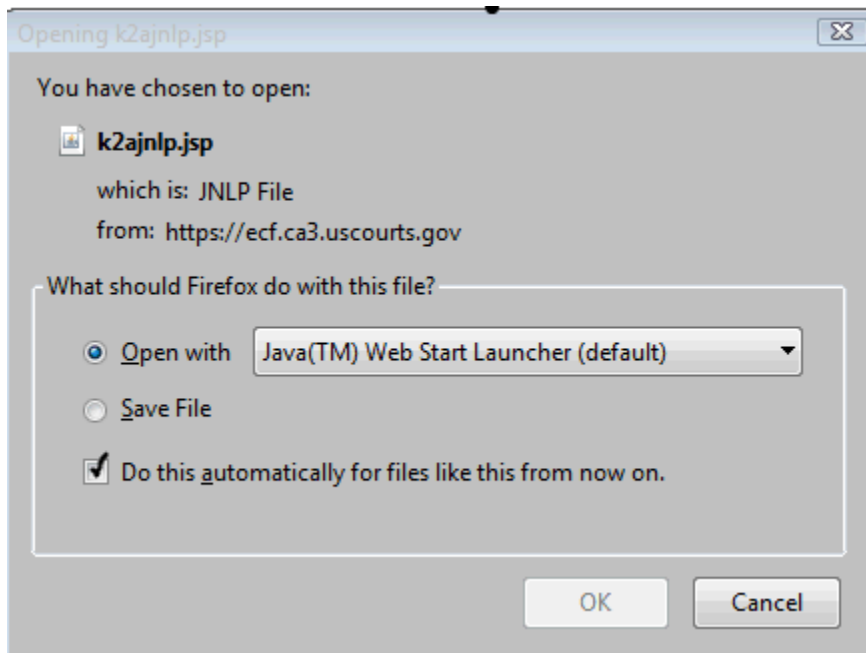 Opening k2ajnlp.jsp
You have chosen to open:
k2ajnlp.jsp
which is: JNLP File
from: https://ecf.ca3.uscourts.gov
What should Firefox do with this file?
Open with Java(TM) Web Start Launcher (default)
Save File
Do this automatically for files like this from now on.
OK Cancel